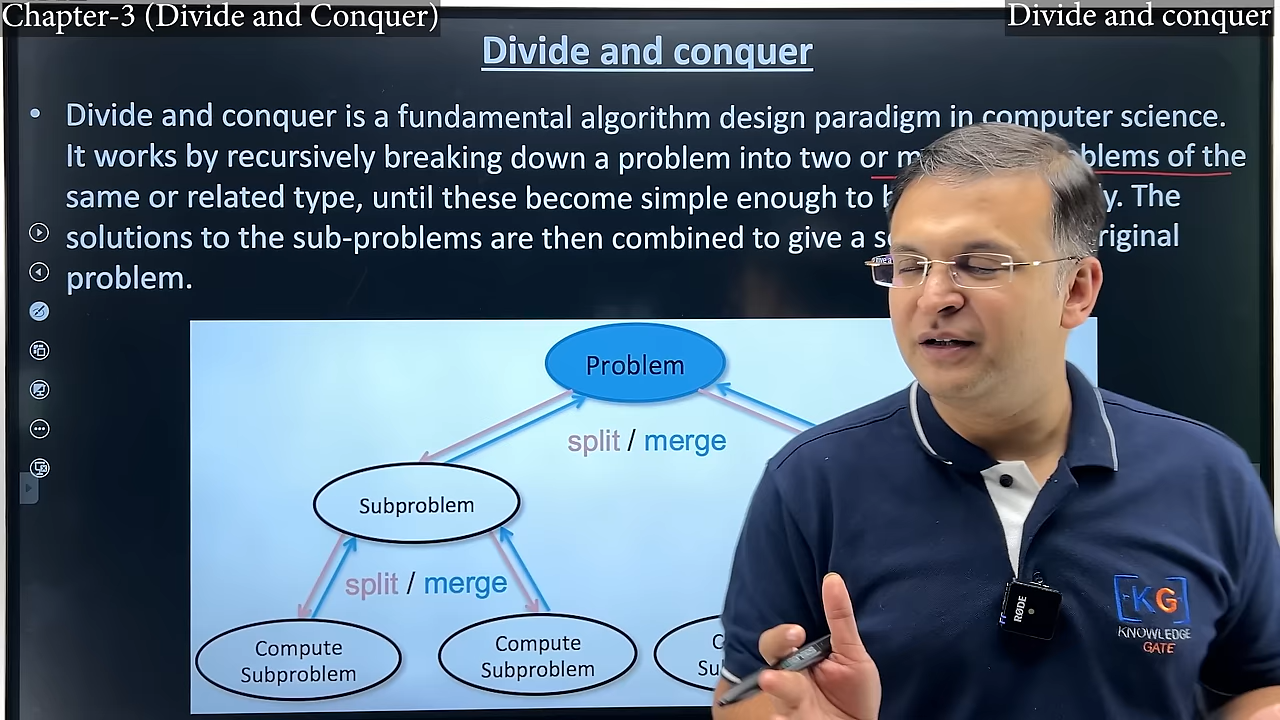 Chapter-3 (Divide and Conquer)
Divide and conquer
Divide and conquer
• Divide and conquer is a fundamental algorithm design paradigm in computer science.
It works by recursively breaking down a problem into two or blems of the
same or related type, until these become simple enough to The
solutions to the sub-problems are then combined to give a riginal
problem.
Problem
split / merge
Subproblem
split / merge
Compute
Subproblem
Compute
Subproblem
RØDE
KG
KNOWLEDGE
GATE